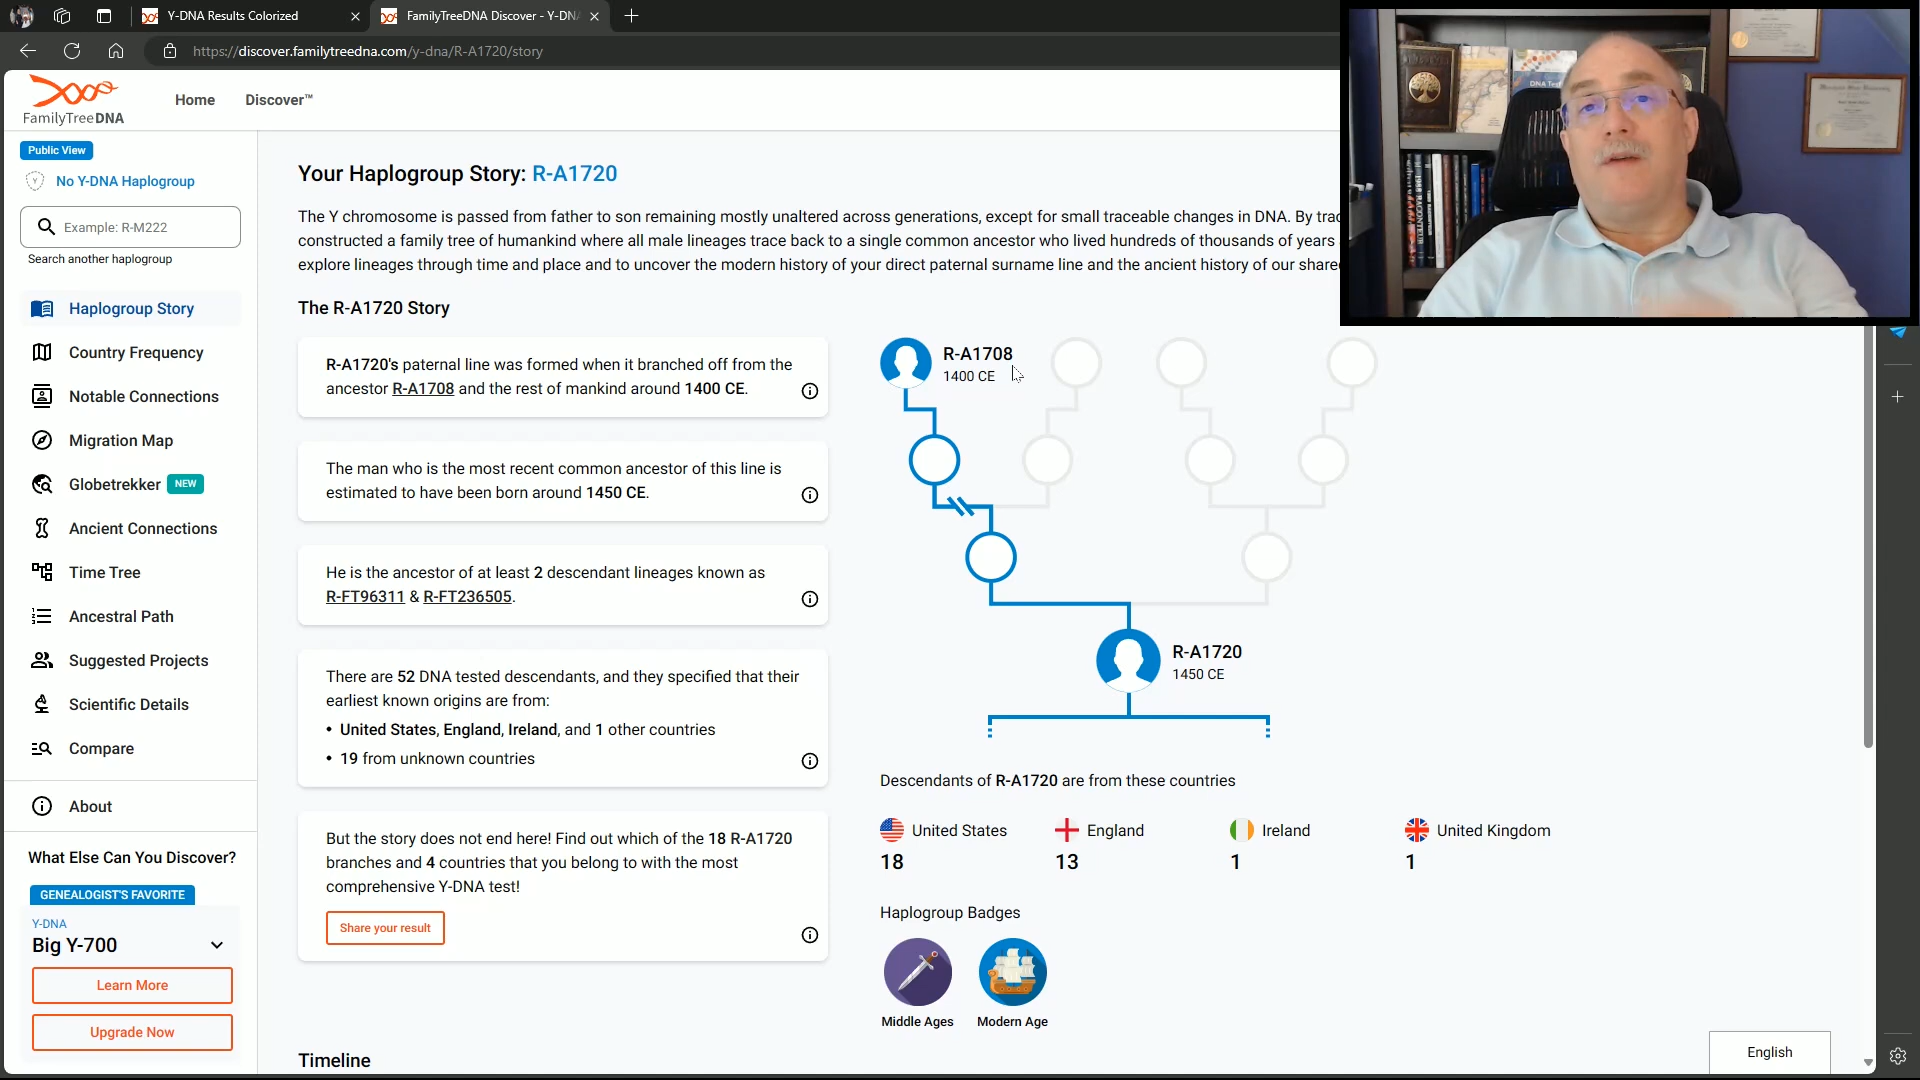 Y-DNA Results Colorized
FamilyTreeDNA Discover - Y-DN
https://discover.familytreedna.com/y-dna/R-A1720/story
FamilyTreeDNA
Home
Discover™
Public View
No Y-DNA Haplogroup
Example: R-M222
Search another haplogroup
Haplogroup Story
Country Frequency
Notable Connections
Migration Map
Globetrekker NEW
Ancient Connections
Time Tree
Ancestral Path
Suggested Projects
Scientific Details
Compare
About
What Else Can You Discover?
GENEALOGIST'S FAVORITE
Y-DNA
Big Y-700
Learn More
Upgrade Now
Your Haplogroup Story: R-A1720
The Y chromosome is passed from father to son remaining mostly unaltered across generations, except for small traceable changes in DNA. By trac
constructed a family tree of humankind where all male lineages trace back to a single common ancestor who lived hundreds of thousands of years
explore lineages through time and place and to uncover the modern history of your direct paternal surname line and the ancient history of our share
The R-A1720 Story
R-A1720's paternal line was formed when it branched off from the
ancestor R-A1708 and the rest of mankind around 1400 CE.
The man who is the most recent common ancestor of this line is
estimated to have been born around 1450 CE.
He is the ancestor of at least 2 descendant lineages known as
R-FT96311 & R-FT236505.
There are 52 DNA tested descendants, and they specified that their
earliest known origins are from:
• United States, England, Ireland, and 1 other countries
• 19 from unknown countries
But the story does not end here! Find out which of the 18 R-A1720
branches and 4 countries that you belong to with the most
comprehensive Y-DNA test!
Share your result
R-A1708
1400 CE
R-A1720
1450 CE
Descendants of R-A1720 are from these countries
United States
England
Ireland
United Kingdom
18
13
1
1
Haplogroup Badges
Middle Ages
Modern Age
Timeline
English